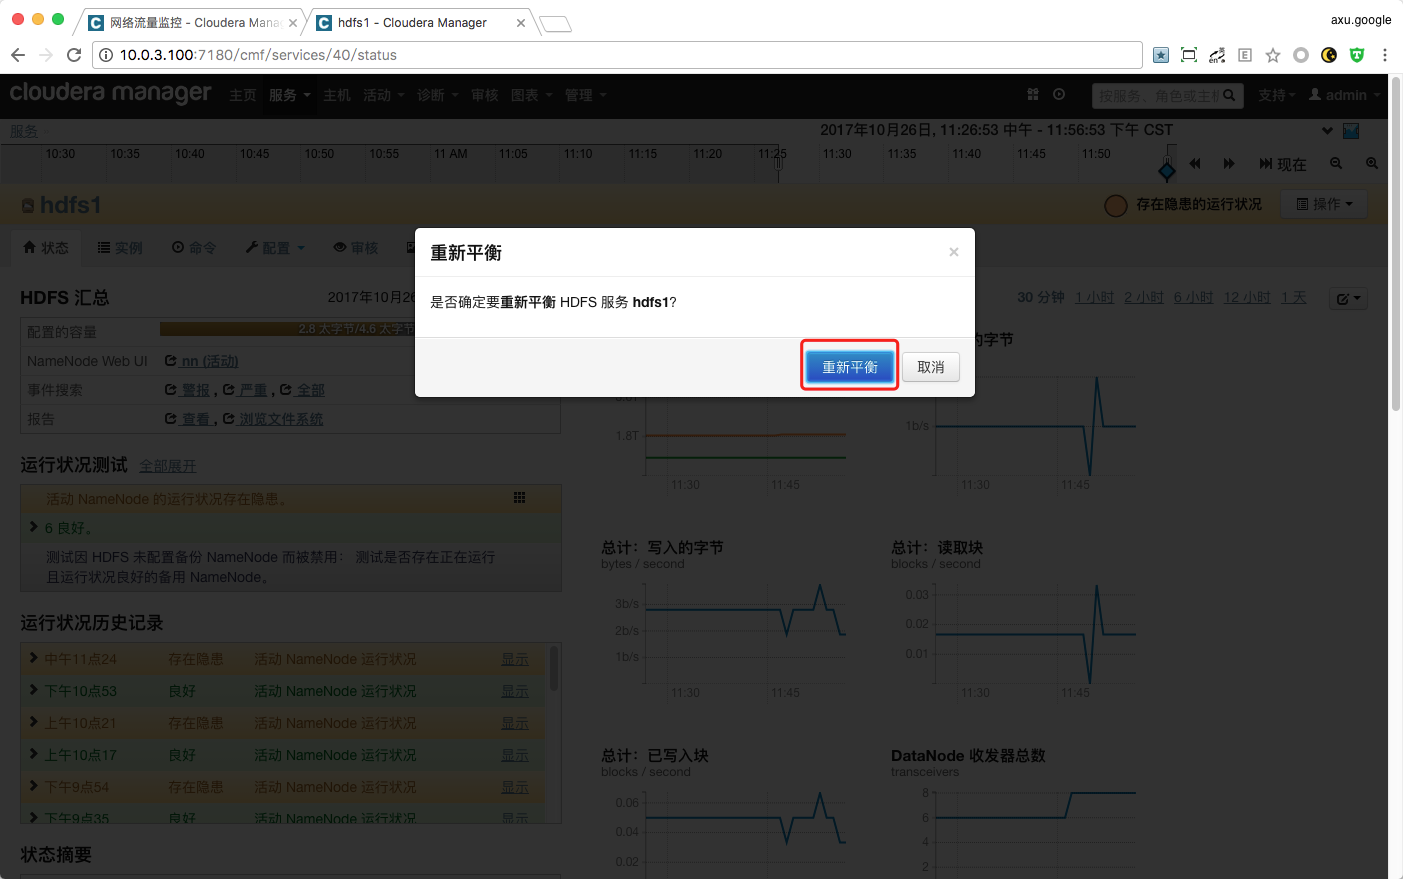 网络流量监控 - Cloudera Mana
hdfs1 - Cloudera Manager
axu.google
10.0.3.100:7180/cmf/services/40/status
cloudera manager 主页 服务 主机 活动 诊断 审核 图表 管理
按服务、角色或主机
支持 admin
服务
2017年10月26日, 11:26:53 中午 - 11:56:53 下午 CST
10:30 10:35 10:40 10:45 10:50 10:55 11 AM 11:05 11:10 11:15 11:20 11:25 11:30 11:35 11:40 11:45 11:50
现在
hdfs1
存在隐患的运行状况
操作
状态 实例 命令 配置 审核
重新平衡
×
是否确定要重新平衡 HDFS 服务 hdfs1?
重新平衡 取消
HDFS 汇总
2017年10月26
30 分钟 1 小时 2 小时 6 小时 12 小时 1 天
配置的容量
2.8 太字节/4.6 太字节
NameNode Web UI nn (活动)
事件搜索 警报 , 严重 , 全部
报告 查看 , 浏览文件系统
的字节
1.8T
11:30 11:45
1b/s
11:30 11:45
运行状况测试 全部展开
活动 NameNode 的运行状况存在隐患。
6 良好。
测试因 HDFS 未配置备份 NameNode 而被禁用： 测试是否存在正在运行
且运行状况良好的备用 NameNode。
总计：写入的字节
bytes / second
3b/s
2b/s
1b/s
11:30 11:45
总计：读取块
blocks / second
0.03
0.02
0.01
11:30 11:45
运行状况历史记录
中午11点24 存在隐患 活动 NameNode 运行状况 显示
下午10点53 良好 活动 NameNode 运行状况 显示
上午10点21 存在隐患 活动 NameNode 运行状况 显示
上午10点17 良好 活动 NameNode 运行状况 显示
下午9点54 存在隐患 活动 NameNode 运行状况 显示
下午9点35 良好 活动 NameNode 运行状况 显示
总计：已写入块
blocks / second
0.06
0.04
0.02
DataNode 收发器总数
transceivers
8
6
4
2
状态摘要